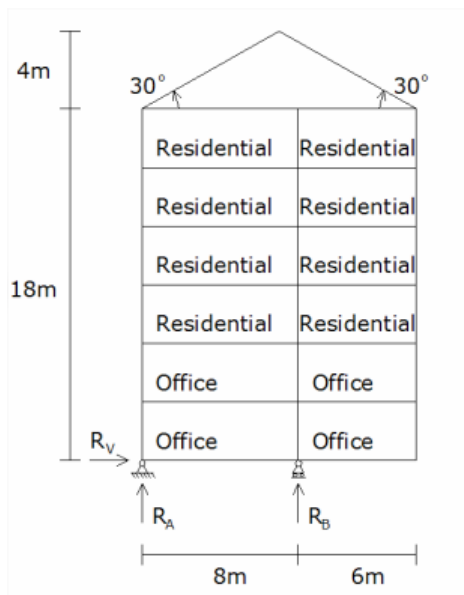 4m
30° 30°
Residential Residential
Residential Residential
18m
Residential Residential
Residential Residential
Office Office
Office Office
R_V
R_A R_B
8m 6m